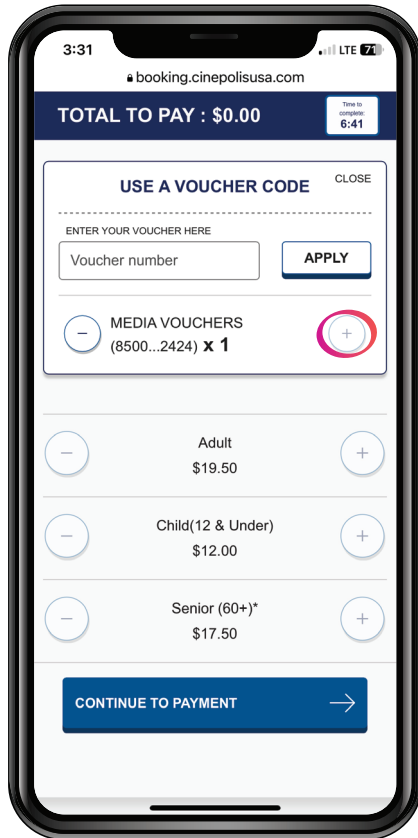 3:31 LTE 71
booking.cinepolisusa.com
TOTAL TO PAY : $0.00
Time to
complete:
6:41
USE A VOUCHER CODE
CLOSE
ENTER YOUR VOUCHER HERE
Voucher number
APPLY
MEDIA VOUCHERS
(8500...2424) x 1
Adult
$19.50
Child(12 & Under)
$12.00
Senior (60+)*
$17.50
CONTINUE TO PAYMENT